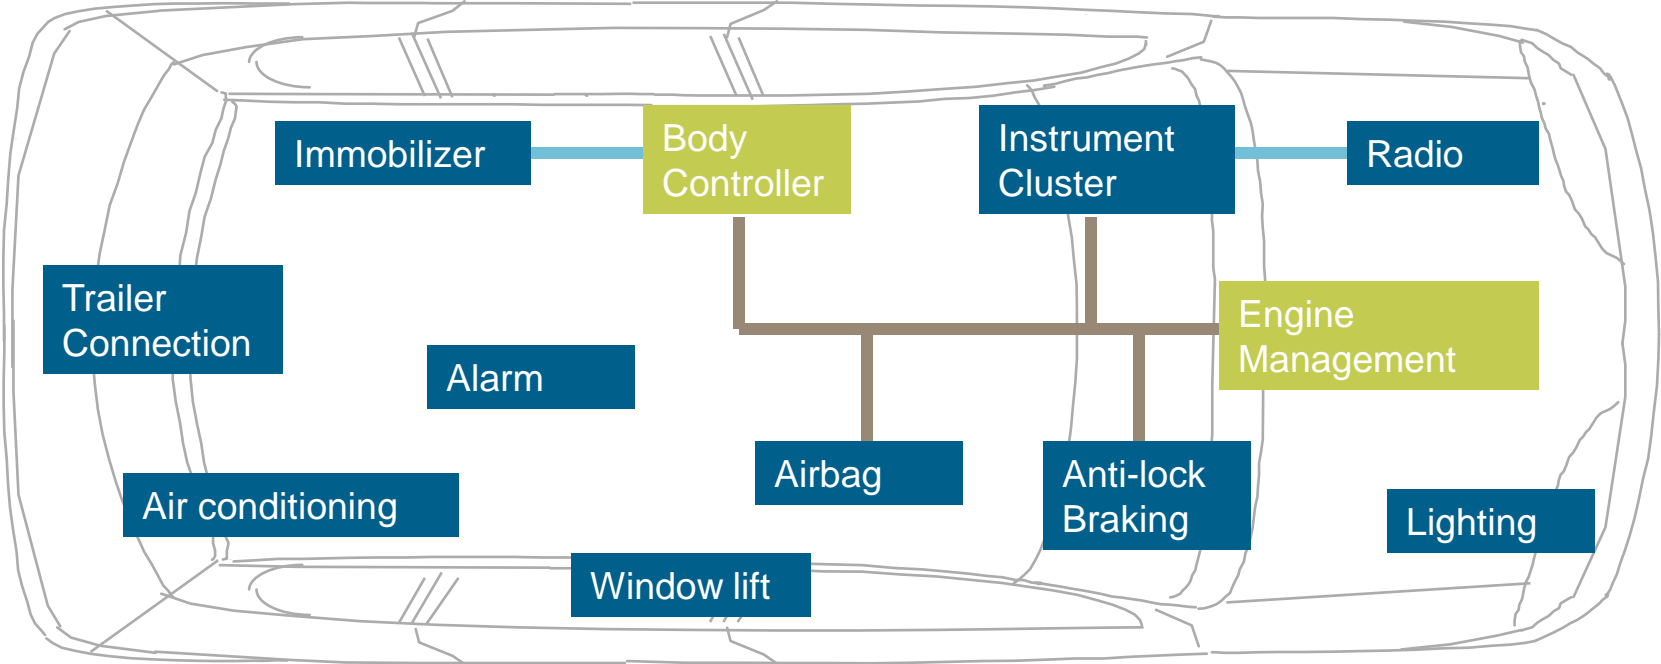 Immobilizer
Body
Controller
Instrument
Cluster
Radio
Trailer
Connection
Engine
Management
Alarm
Airbag
Anti-lock
Braking
Air conditioning
Lighting
Window lift